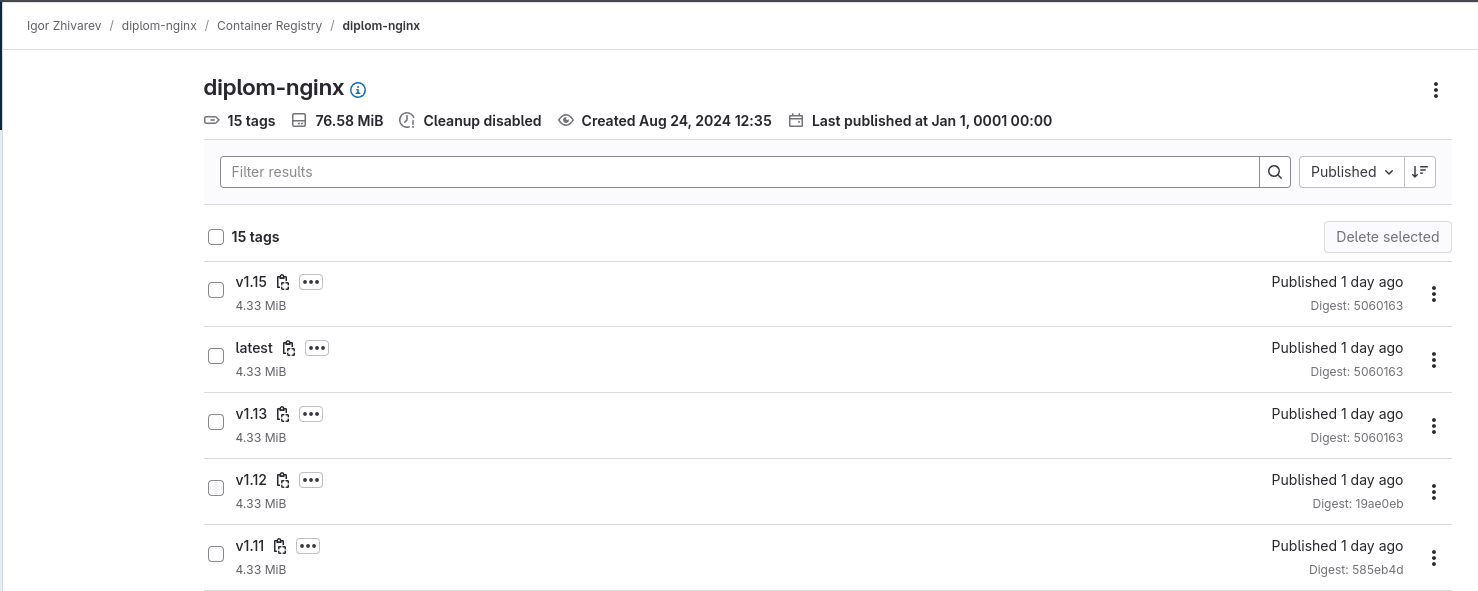 Igor Zhivarev / diplom-nginx / Container Registry / diplom-nginx
diplom-nginx
15 tags 76.58 MiB Cleanup disabled Created Aug 24, 2024 12:35 Last published at Jan 1, 0001 00:00
Filter results Published
15 tags Delete selected
v1.15 Published 1 day ago
4.33 MiB Digest: 5060163
latest Published 1 day ago
4.33 MiB Digest: 5060163
v1.13 Published 1 day ago
4.33 MiB Digest: 5060163
v1.12 Published 1 day ago
4.33 MiB Digest: 19ae0eb
v1.11 Published 1 day ago
4.33 MiB Digest: 585eb4d